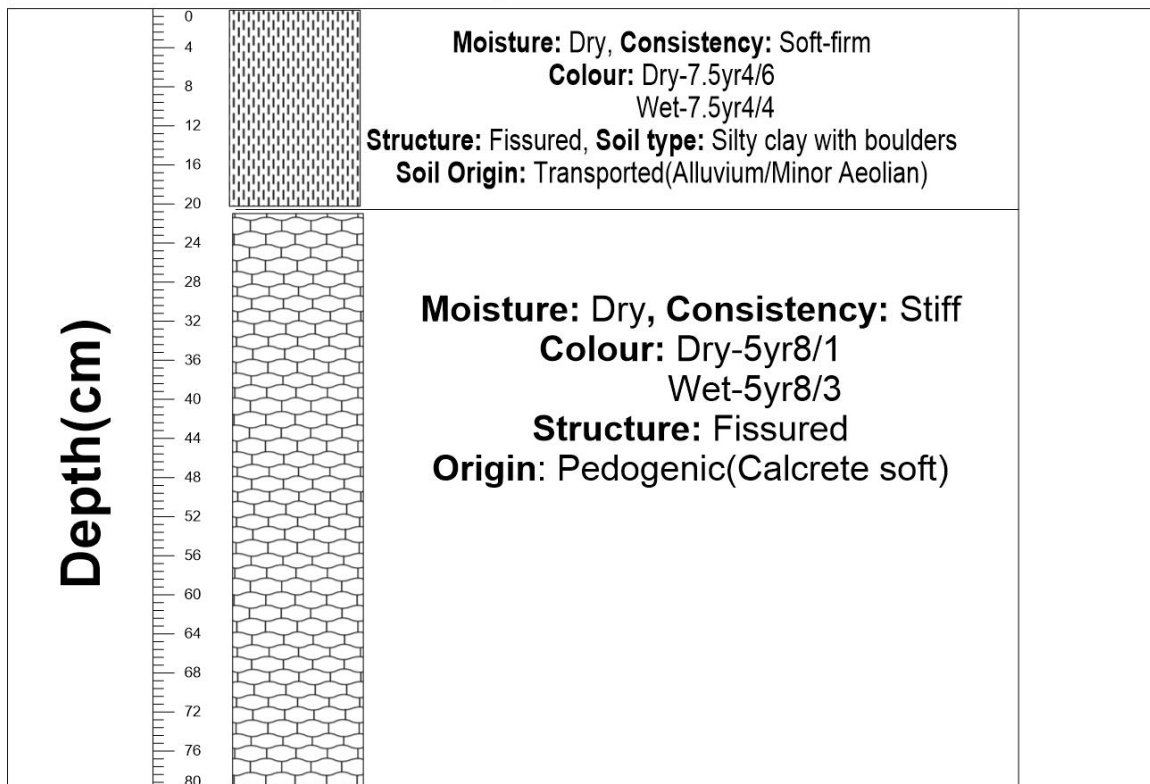 Depth(cm)
0
4
8
12
16
20
24
28
32
36
40
44
48
52
56
60
64
68
72
76
80
Moisture: Dry, Consistency: Soft-firm
Colour: Dry-7.5yr4/6
Wet-7.5yr4/4
Structure: Fissured, Soil type: Silty clay with boulders
Soil Origin: Transported(Alluvium/Minor Aeolian)
Moisture: Dry, Consistency: Stiff
Colour: Dry-5yr8/1
Wet-5yr8/3
Structure: Fissured
Origin: Pedogenic(Calcrete soft)